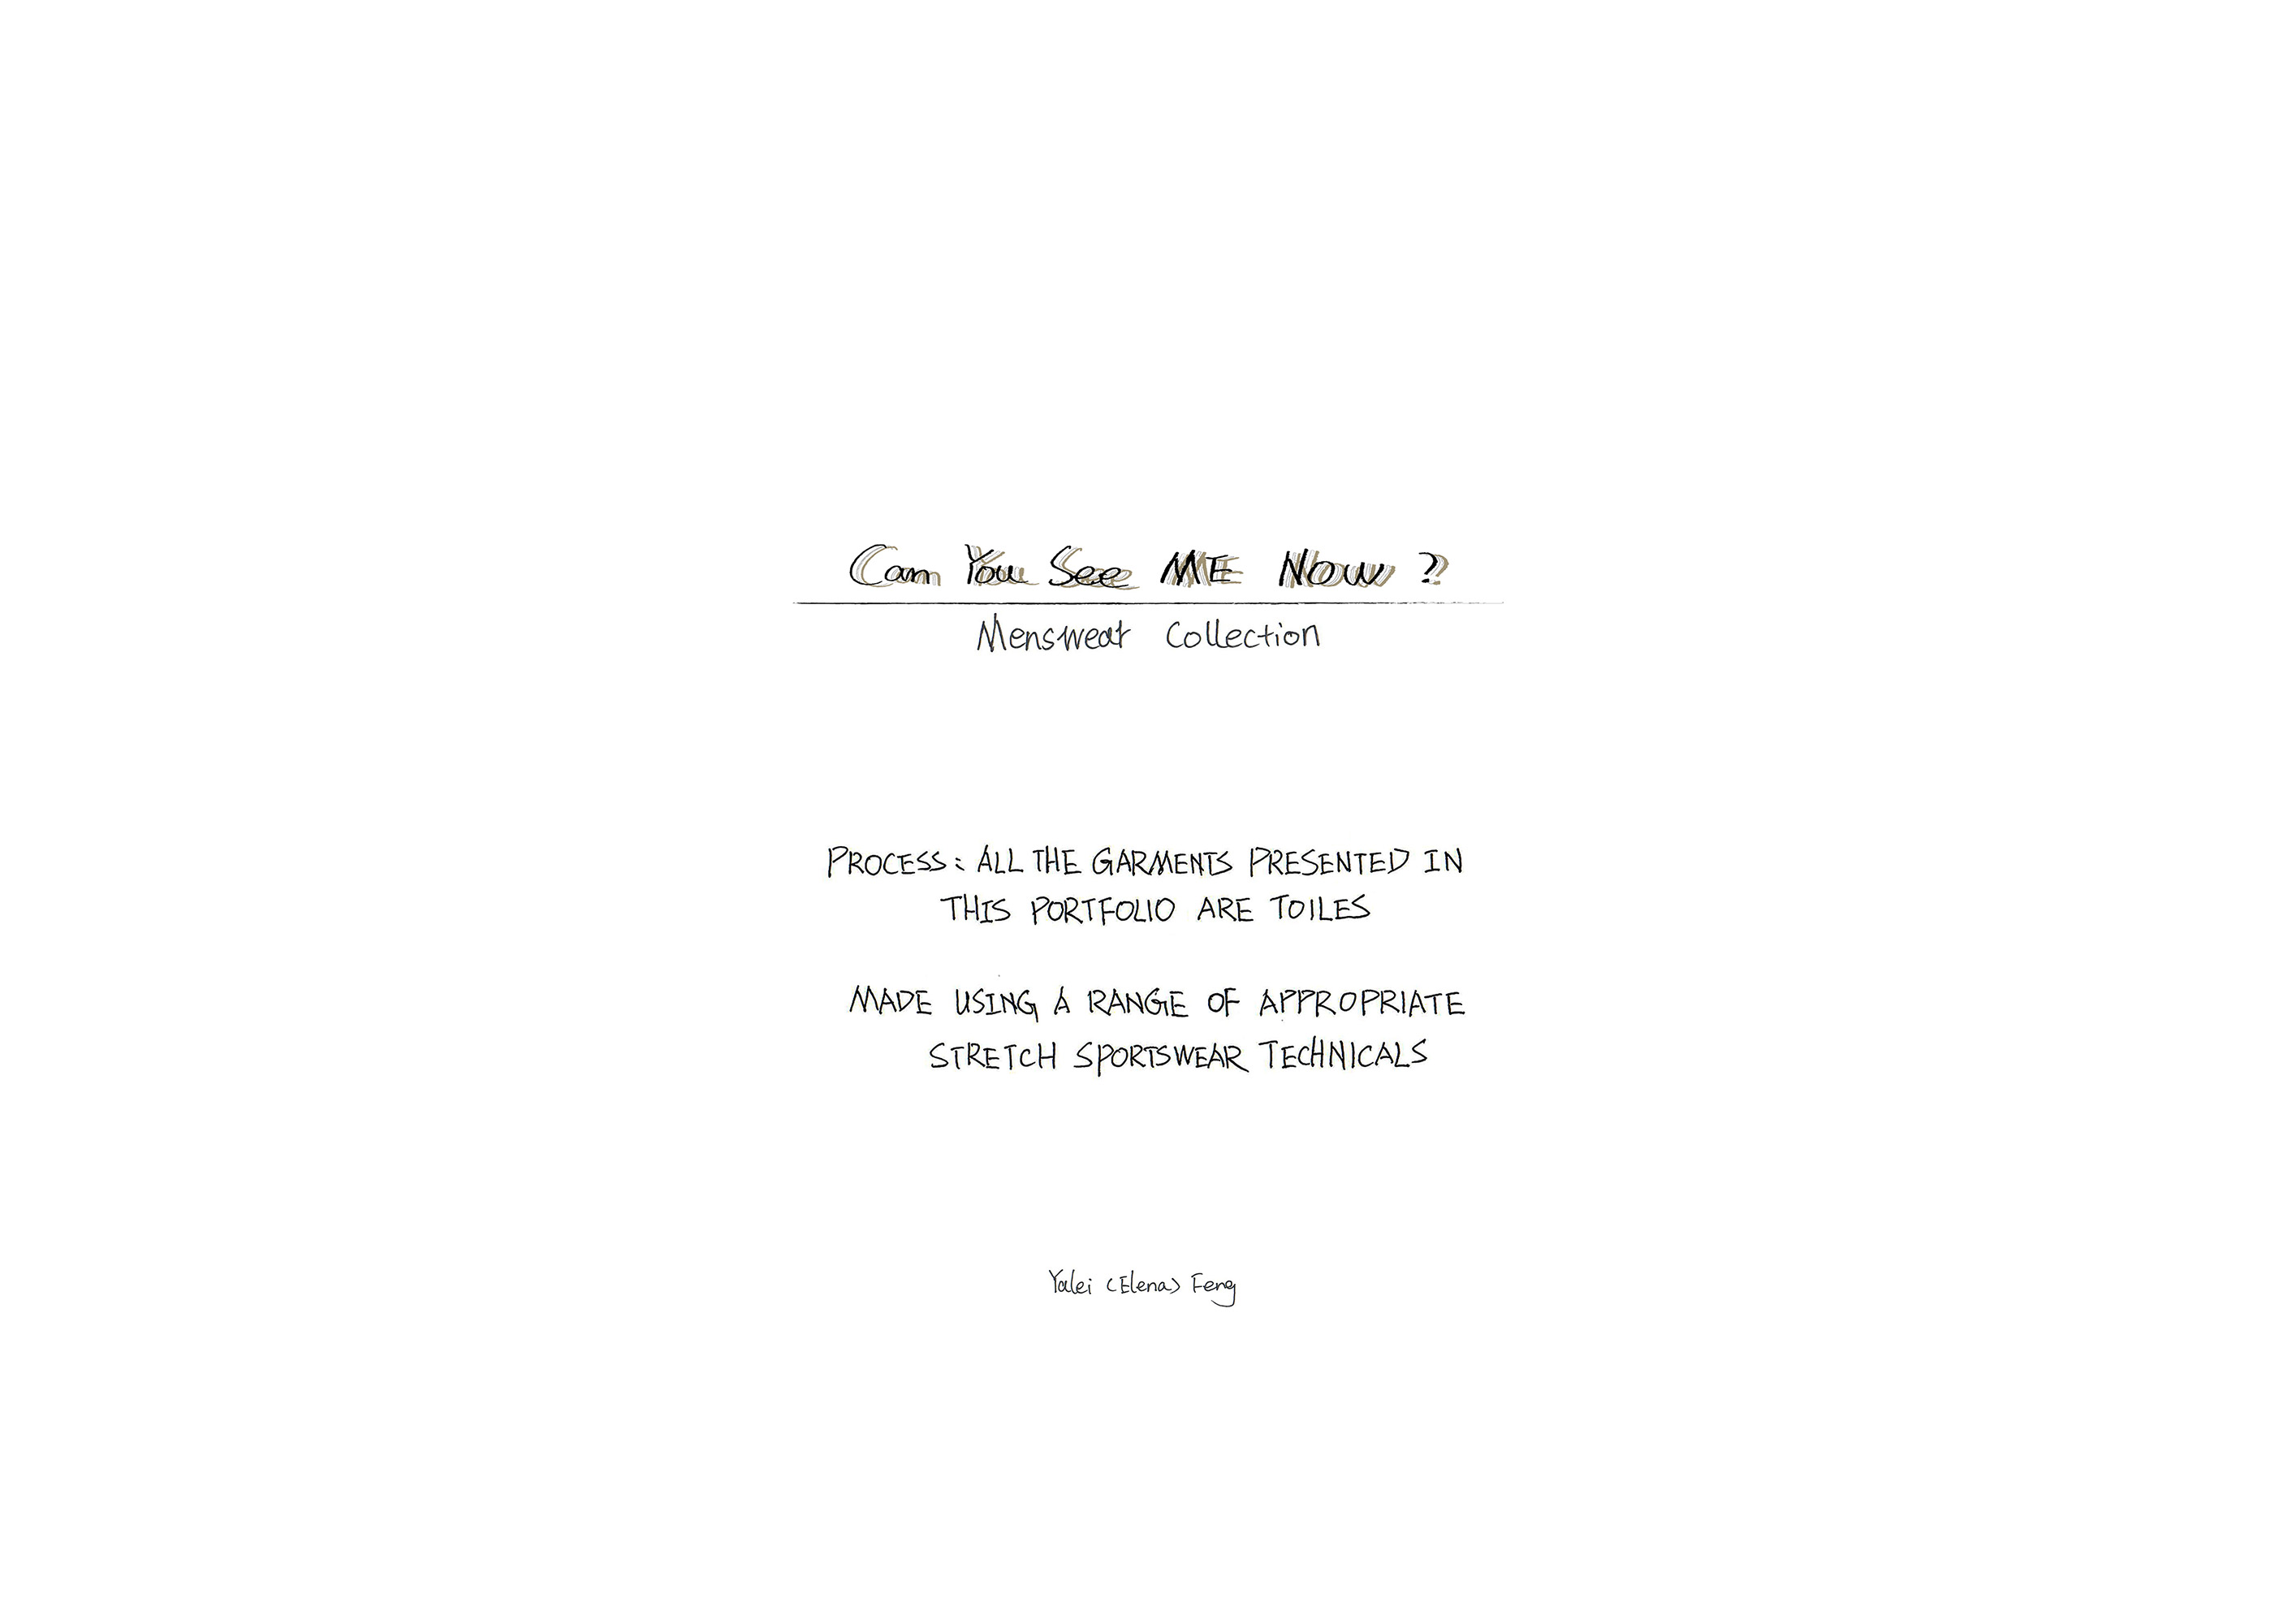 Can You See ME Now ?
Menswear Collection
PROCESS: ALL THE GARMENTS PRESENTED IN
THIS PORTFOLIO ARE TOILES
MADE USING A RANGE OF APPROPRIATE
STRETCH SPORTSWEAR TECHNICALS
Yalei (Elena) Feng